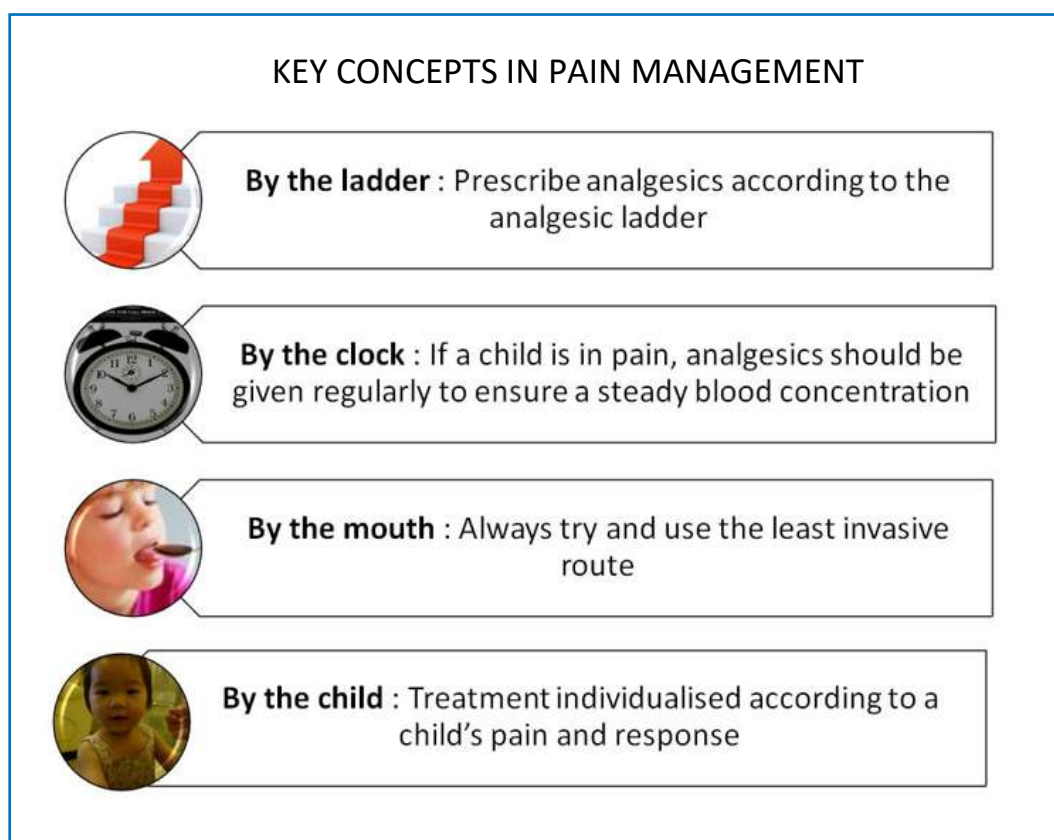 KEY CONCEPTS IN PAIN MANAGEMENT
By the ladder : Prescribe analgesics according to the
analgesic ladder
By the clock : If a child is in pain, analgesics should be
given regularly to ensure a steady blood concentration
By the mouth : Always try and use the least invasive
route
By the child : Treatment individualised according to a
child's pain and response